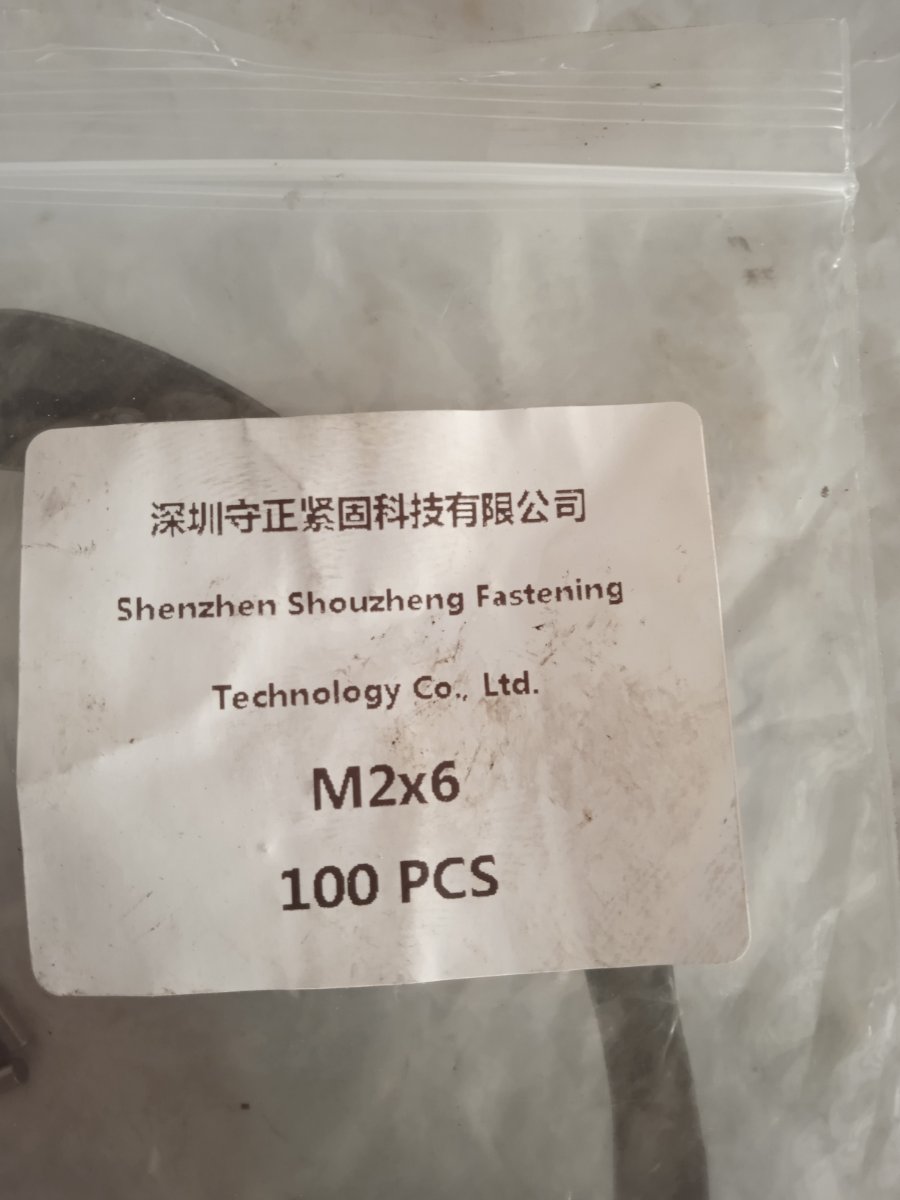 深圳守正紧固科技有限公司
Shenzhen Shouzheng Fastening
Technology Co., Ltd.
M2x6
100 PCS